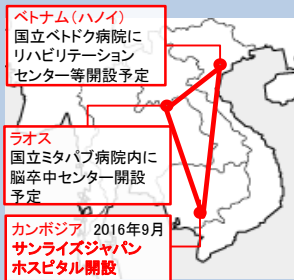 ベトナム(ハノイ)
国立ベトドク病院に
リハビリテーション
センター等開設予定
ラオス
国立ミタパブ病院内に
脳卒中センター開設
予定
カンボジア 2016年9月
サンライズジャパン
ホスピタル開設